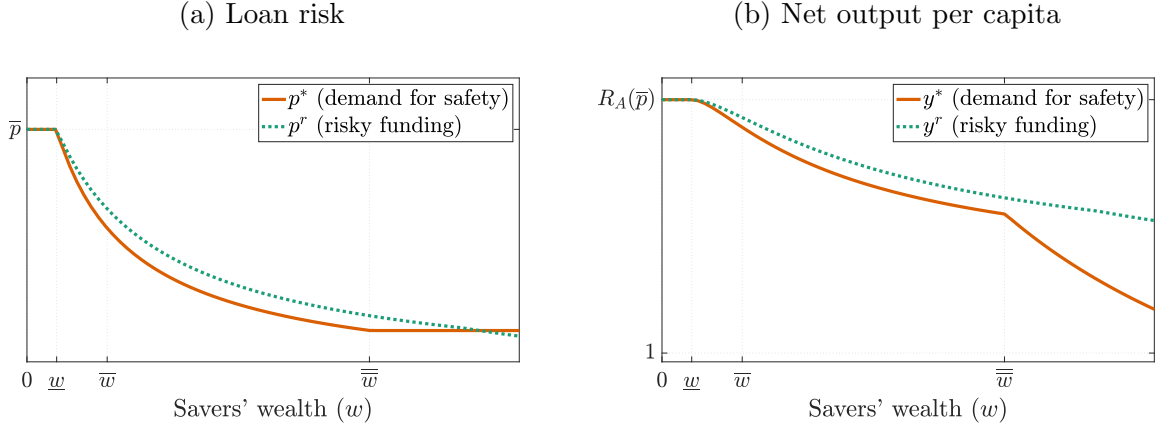 (a) Loan risk
p* (demand for safety)
p^r (risky funding)
p̅
0 w̲ w̅ w̿
Savers' wealth (w)
(b) Net output per capita
y* (demand for safety)
y^r (risky funding)
R_A(p̅)
1
0 w̲ w̅ w̿
Savers' wealth (w)